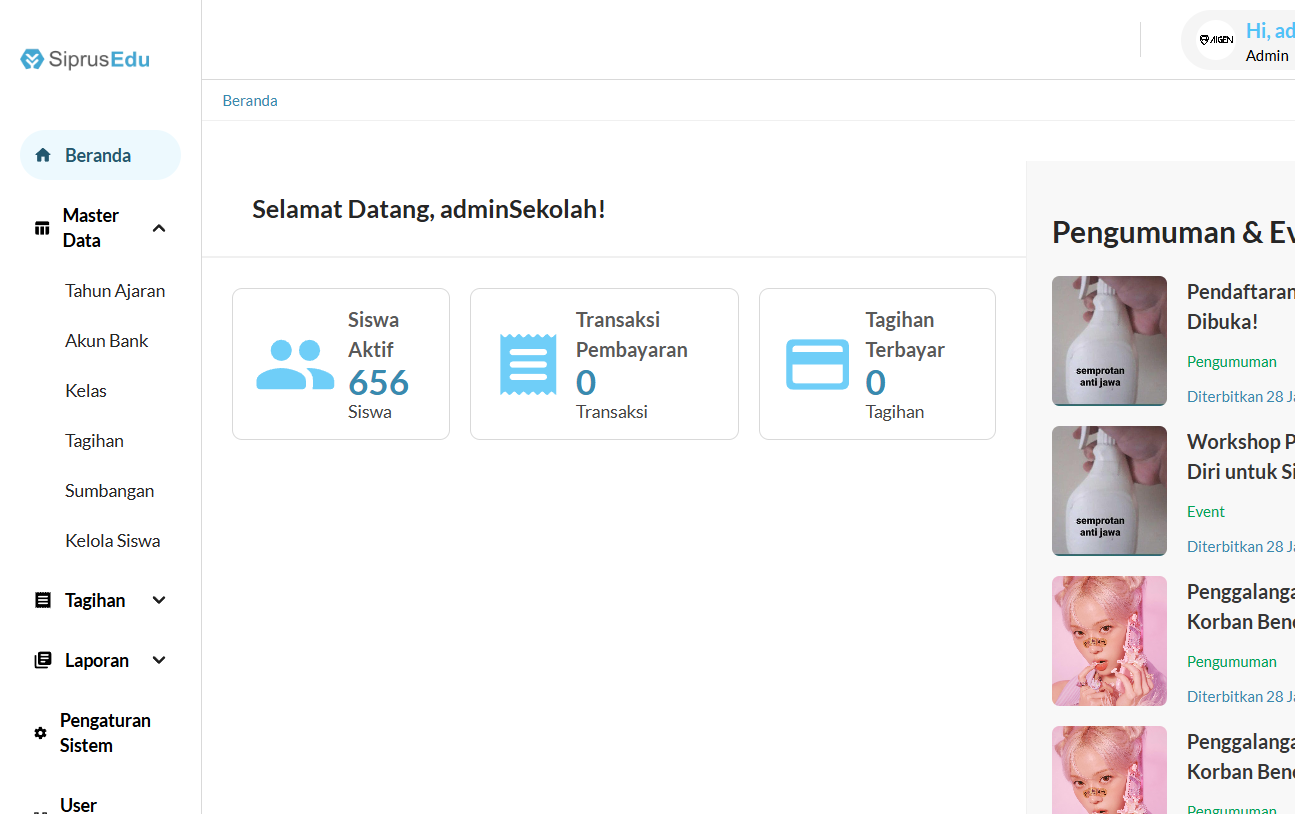 SiprusEdu
Hi, ad
AIGEN
Admin
Beranda
Beranda
Master
Data
Tahun Ajaran
Akun Bank
Kelas
Tagihan
Sumbangan
Kelola Siswa
Tagihan
Laporan
Pengaturan
Sistem
User
Selamat Datang, adminSekolah!
Siswa
Aktif
656
Siswa
Transaksi
Pembayaran
0
Transaksi
Tagihan
Terbayar
0
Tagihan
Pengumuman & Ev
semprotan
anti jawa
Pendaftaran
Dibuka!
Pengumuman
Diterbitkan 28 Ja
semprotan
anti jawa
Workshop P
Diri untuk Si
Event
Diterbitkan 28 Ja
Penggalanga
Korban Benc
Pengumuman
Diterbitkan 28 Ja
Penggalanga
Korban Benc
Pengumuman